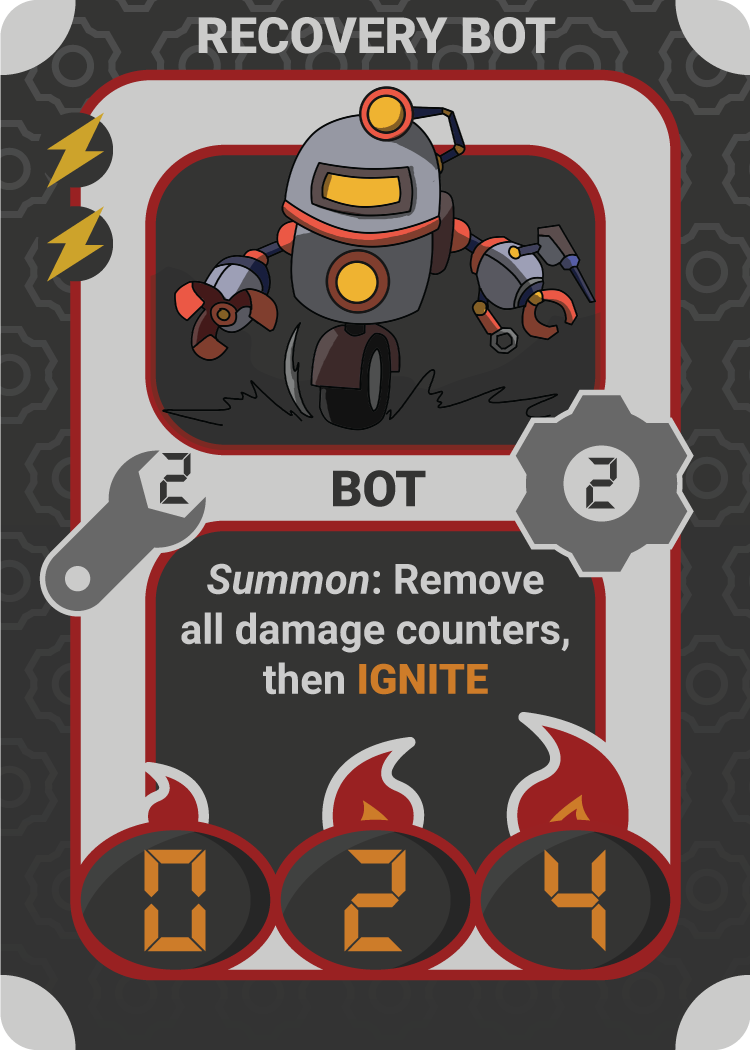 RECOVERY BOT
2
BOT
2
Summon: Remove
all damage counters,
then IGNITE
0
2
4